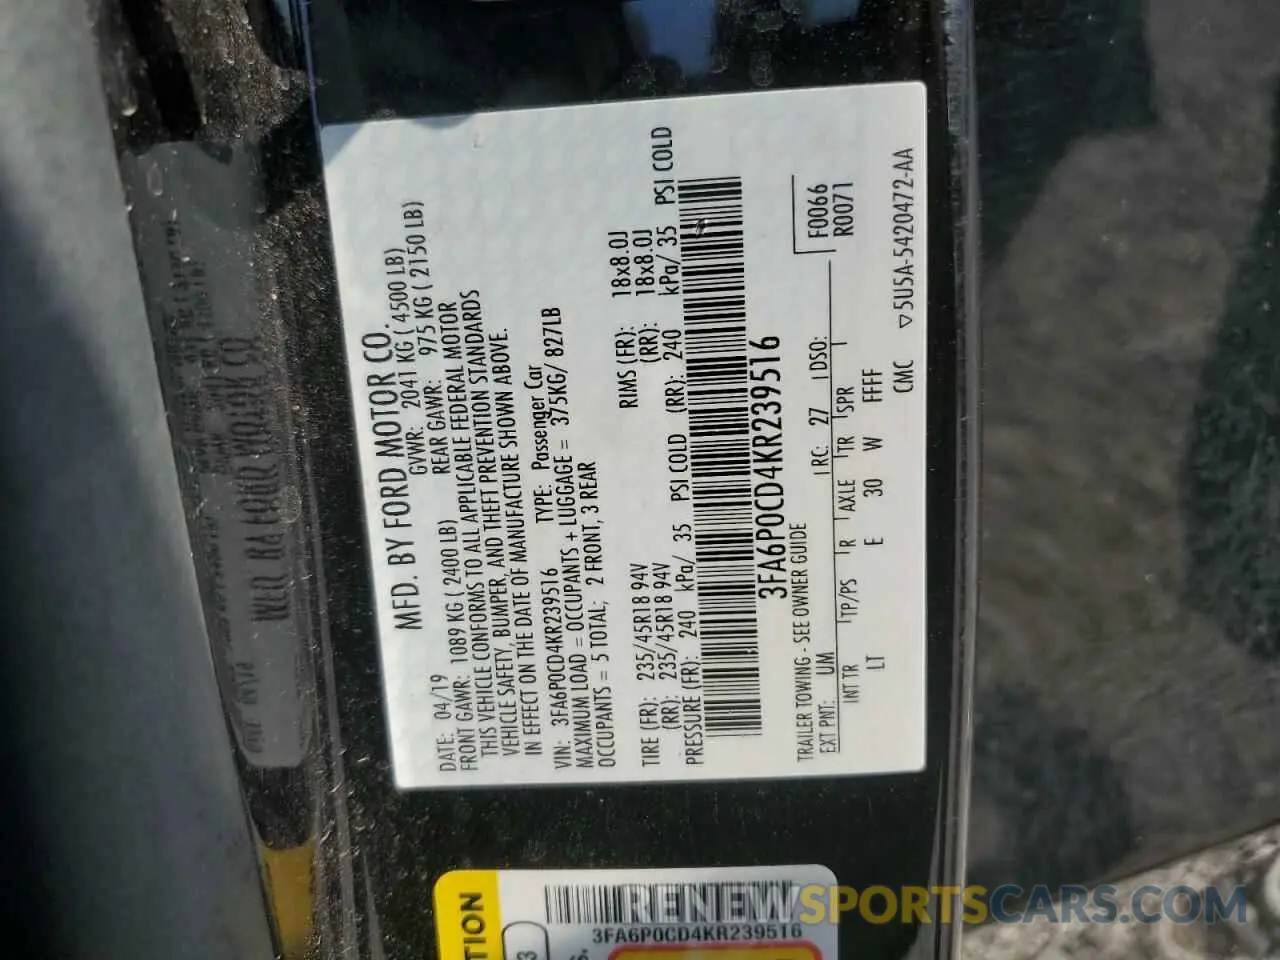 MFD. BY FORD MOTOR CO.
DATE: 04/19 GVWR: 2041 KG ( 4500 LB)
FRONT GAWR: 1089 KG ( 2400 LB) REAR GAWR: 975 KG ( 2150 LB)
THIS VEHICLE CONFORMS TO ALL APPLICABLE FEDERAL MOTOR
VEHICLE SAFETY, BUMPER, AND THEFT PREVENTION STANDARDS
IN EFFECT ON THE DATE OF MANUFACTURE SHOWN ABOVE.
VIN: 3FA6P0CD4KR239516 TYPE: Passenger Car
MAXIMUM LOAD = OCCUPANTS + LUGGAGE = 375KG/ 827LB
OCCUPANTS = 5 TOTAL; 2 FRONT, 3 REAR
TIRE (FR): 235/45R18 94V RIMS (FR): 18x8.0J
(RR): 235/45R18 94V (RR): 18x8.0J
PRESSURE (FR): 240 kPa/ 35 PSI COLD (RR): 240 kPa/ 35 PSI COLD
3FA6P0CD4KR239516
TRAILER TOWING - SEE OWNER GUIDE
F0066
R0071
EXT PNT: UM RC: 27 DSO:
INT TR TP/PS R AXLE TR SPR
LT E 30 W FFF
CMC ▽5U5A-5420472-AA
TION
3FA6P0CD4KR239516
RENEWSPORTSCARS.COM